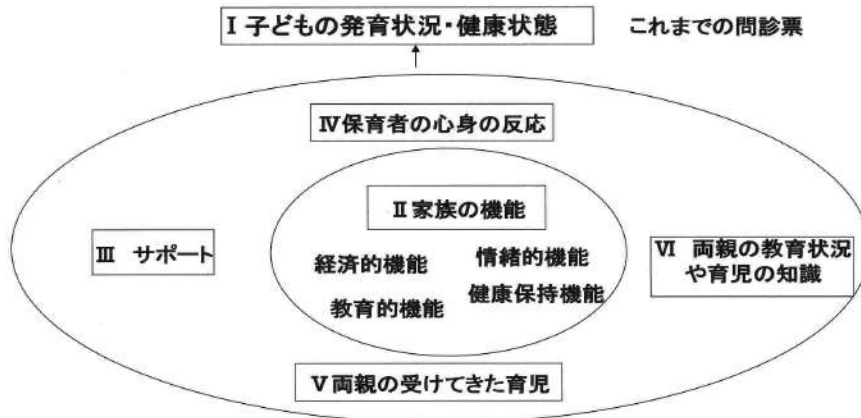 Ⅰ子どもの発育状況・健康状態
これまでの問診票
Ⅳ保育者の心身の反応
Ⅱ家族の機能
Ⅲ サポート
経済的機能
情緒的機能
教育的機能
健康保持機能
Ⅵ 両親の教育状況
や育児の知識
Ⅴ両親の受けてきた育児